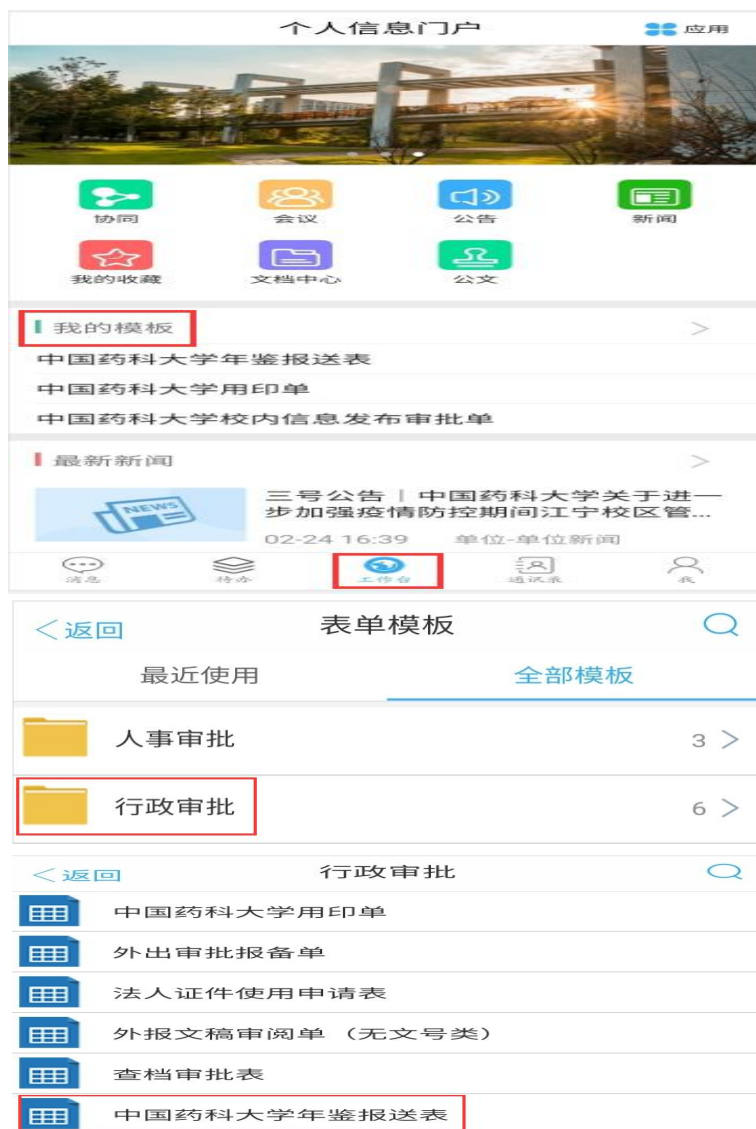 个人信息门户
应用
协同 会议 公告 新闻
我的收藏 文档中心 公文
我的模板 >
中国药科大学年鉴报送表
中国药科大学用印单
中国药科大学校内信息发布审批单
最新新闻 >
NEWS
三号公告｜中国药科大学关于进一
步加强疫情防控期间江宁校区管...
02-24 16:39 单位-单位新闻
消息 待办 工作台 通讯录 我
<返回 表单模板
最近使用 全部模板
人事审批 3 >
行政审批 6 >
<返回 行政审批
中国药科大学用印单
外出审批报备单
法人证件使用申请表
外报文稿审阅单（无文号类）
查档审批表
中国药科大学年鉴报送表